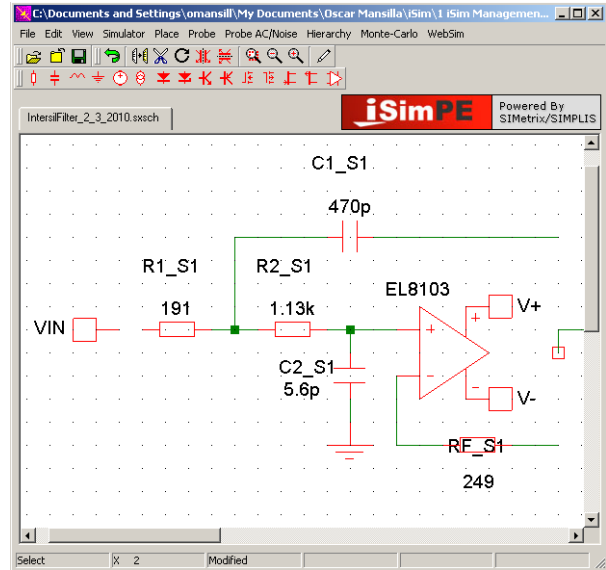 C:\Documents and Settings\omansill\My Documents\Oscar Mansilla\iSim\1 iSim Managemen...
File Edit View Simulator Place Probe Probe AC/Noise Hierarchy Monte-Carlo WebSim
iSimPE
Powered By
SIMetrix/SIMPLIS
IntersilFilter_2_3_2010.sxsch
C1_S1
470p
R1_S1
R2_S1
191
1.13k
EL8103
VIN
V+
+
+
C2_S1
5.6p
-
-
V-
RF_S1
249
Select
X 2
Modified